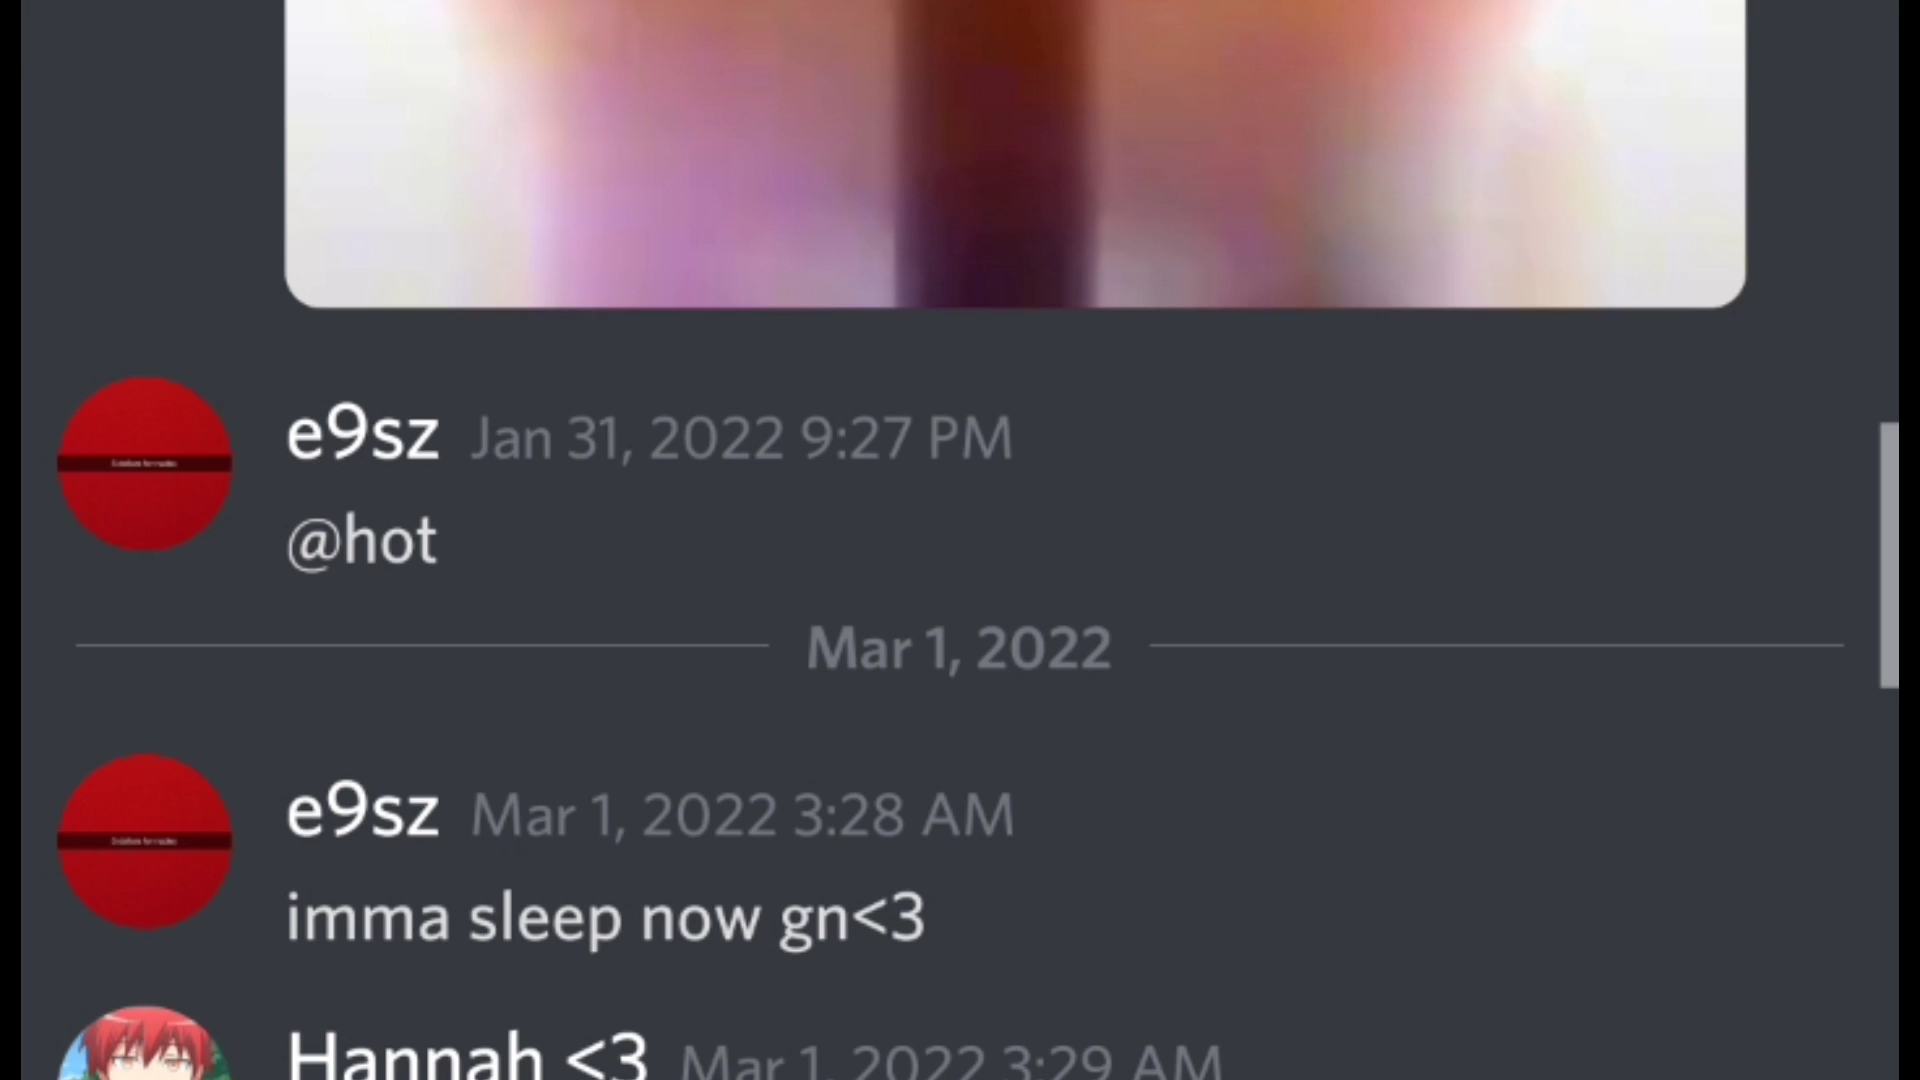 e9sz Jan 31, 2022 9:27 PM
@hot
Mar 1, 2022
e9sz Mar 1, 2022 3:28 AM
imma sleep now gn<3
Hannah <3 Mar 1, 2022 3:29 AM